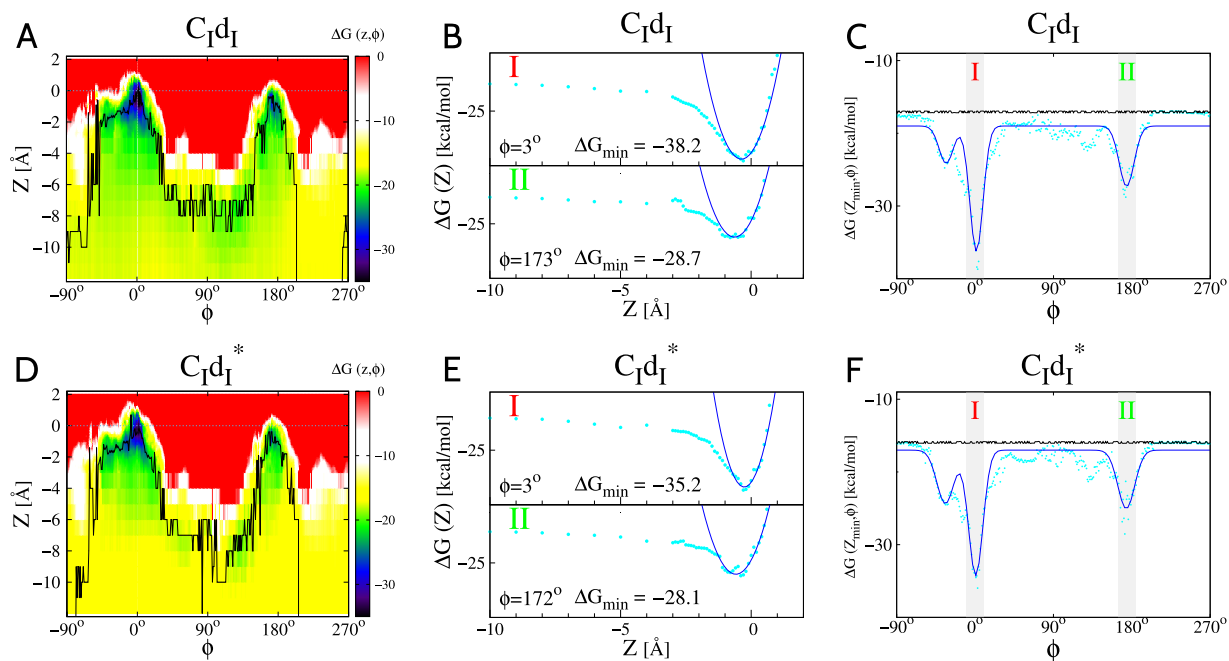 A
C_I d_I
ΔG (z,ϕ)
2
0
−2
−4
−6
−8
−10
Z [Å]
0
−10
−20
−30
−90° 0° 90° 180° 270°
ϕ
B
C_I d_I
I
−25
ϕ=3° ΔG_min = −38.2
II
−25
ϕ=173° ΔG_min = −28.7
ΔG (Z) [kcal/mol]
−10 −5 0
Z [Å]
C
C_I d_I
−10
−30
I II
ΔG (Z_min,ϕ) [kcal/mol]
−90° 0° 90° 180° 270°
ϕ
D
C_I d_I*
ΔG (z,ϕ)
2
0
−2
−4
−6
−8
−10
Z [Å]
0
−10
−20
−30
−90° 0° 90° 180° 270°
ϕ
E
C_I d_I*
I
−25
ϕ=3° ΔG_min = −35.2
II
−25
ϕ=172° ΔG_min = −28.1
ΔG (Z) [kcal/mol]
−10 −5 0
Z [Å]
F
C_I d_I*
−10
−30
I II
ΔG (Z_min,ϕ) [kcal/mol]
−90° 0° 90° 180° 270°
ϕ